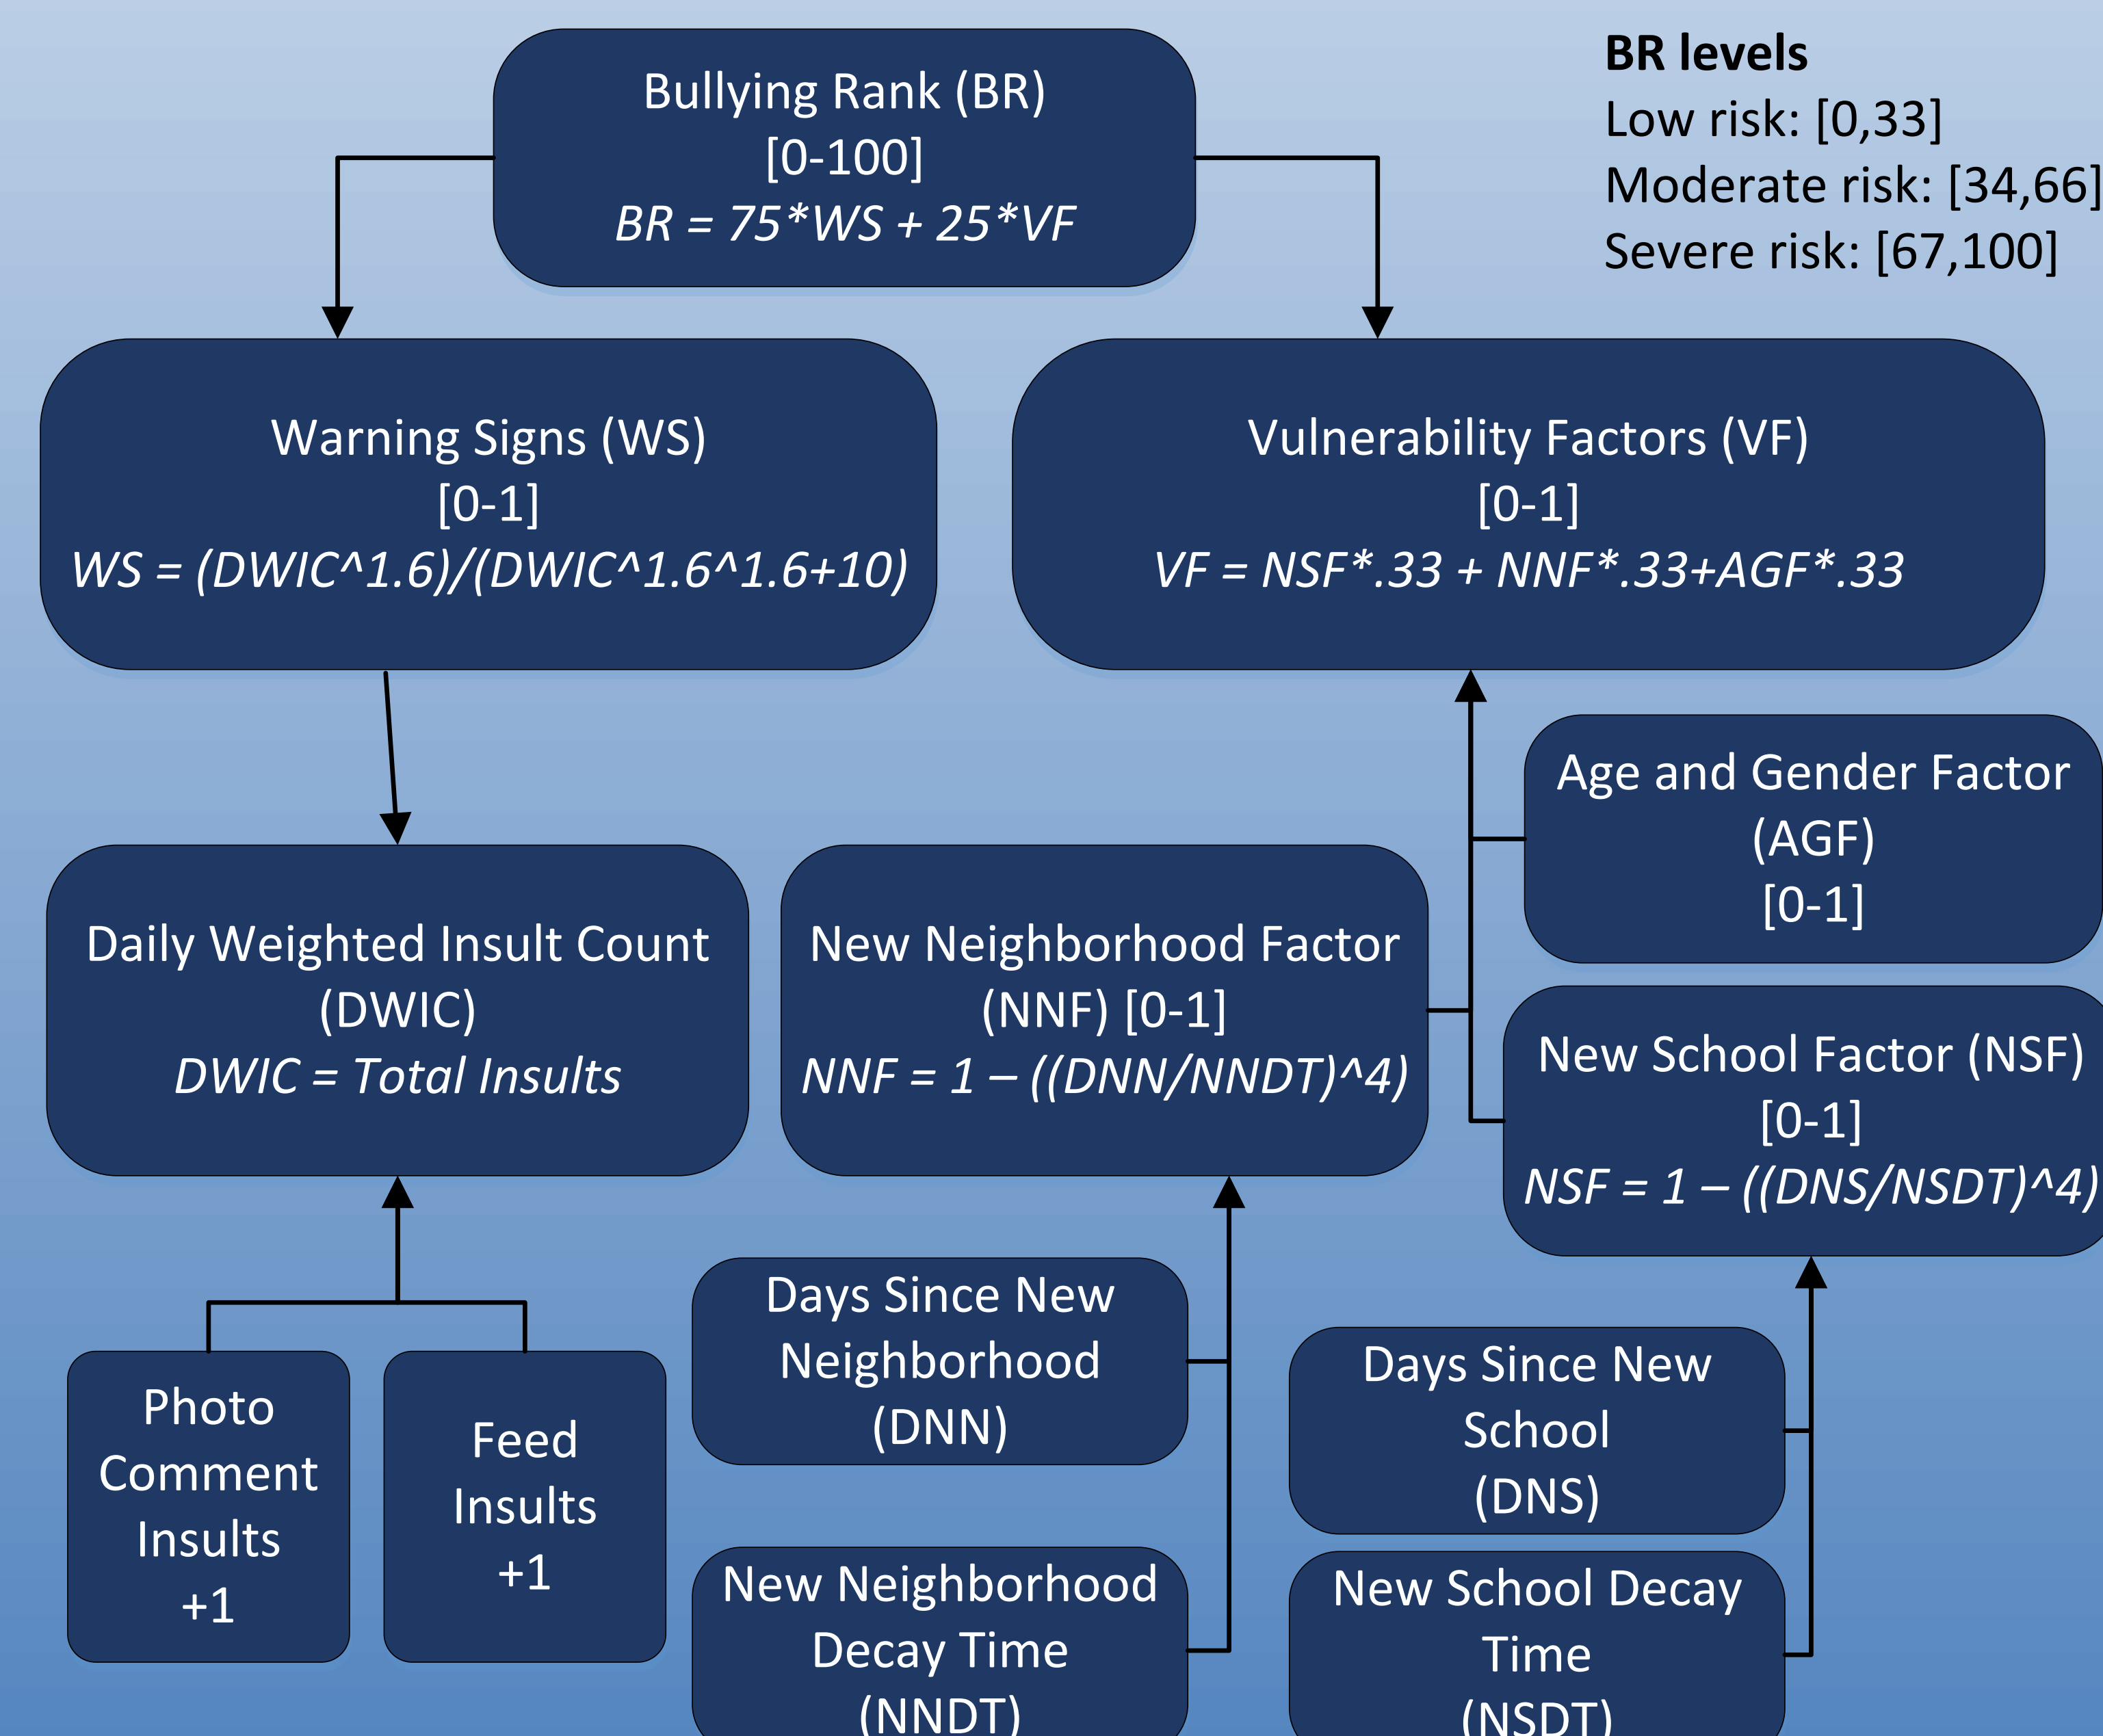 Bullying Rank (BR)
[0-100]
BR = 75*WS + 25*VF
BR levels
Low risk: [0,33]
Moderate risk: [34,66]
Severe risk: [67,100]
Warning Signs (WS)
[0-1]
WS = (DWIC^1.6)/(DWIC^1.6^1.6+10)
Vulnerability Factors (VF)
[0-1]
VF = NSF*.33 + NNF*.33+AGF*.33
Age and Gender Factor
(AGF)
[0-1]
Daily Weighted Insult Count
(DWIC)
DWIC = Total Insults
New Neighborhood Factor
(NNF) [0-1]
NNF = 1 – ((DNN/NNDT)^4)
New School Factor (NSF)
[0-1]
NSF = 1 – ((DNS/NSDT)^4)
Photo
Comment
Insults
+1
Feed
Insults
+1
Days Since New
Neighborhood
(DNN)
New Neighborhood
Decay Time
(NNDT)
Days Since New
School
(DNS)
New School Decay
Time
(NSDT)